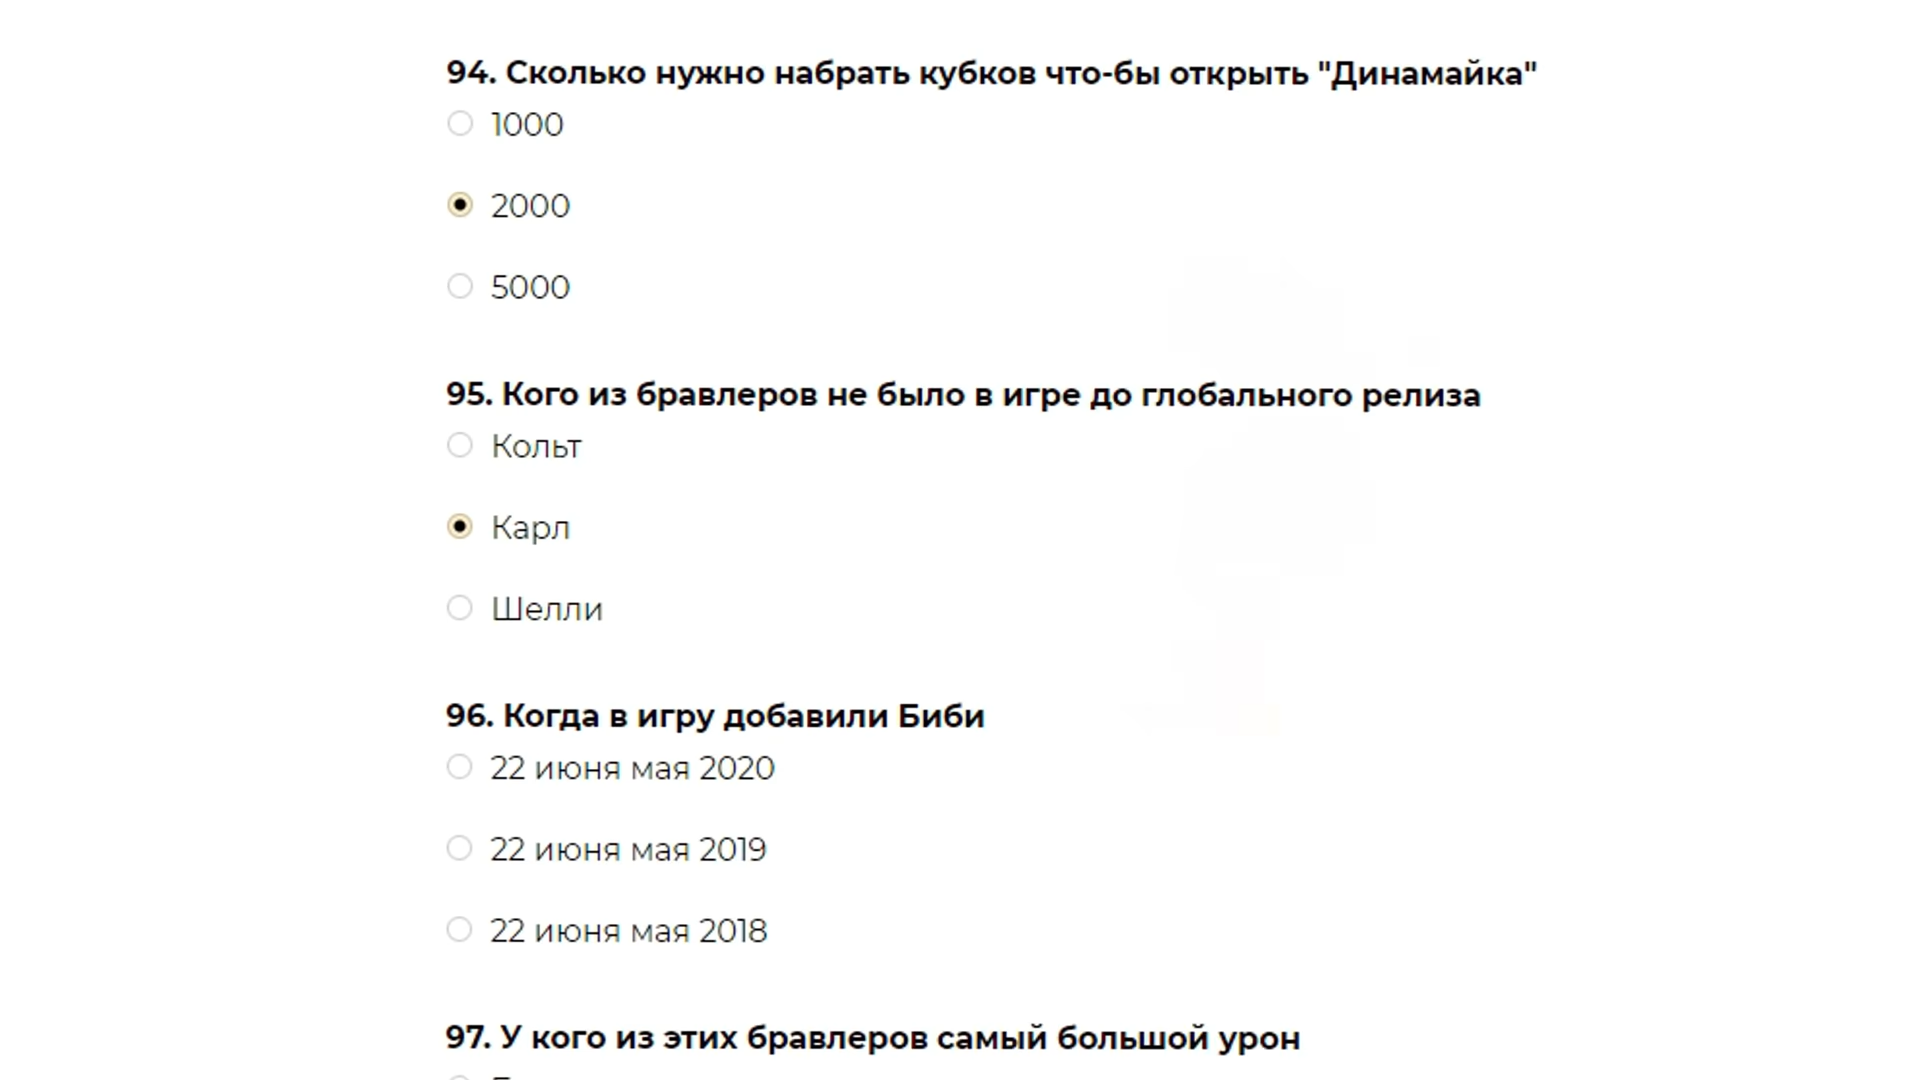 94. Сколько нужно набрать кубков что-бы открыть "Динамайка"
1000
2000
5000
95. Кого из бравлеров не было в игре до глобального релиза
Кольт
Карл
Шелли
96. Когда в игру добавили Биби
22 июня мая 2020
22 июня мая 2019
22 июня мая 2018
97. У кого из этих бравлеров самый большой урон